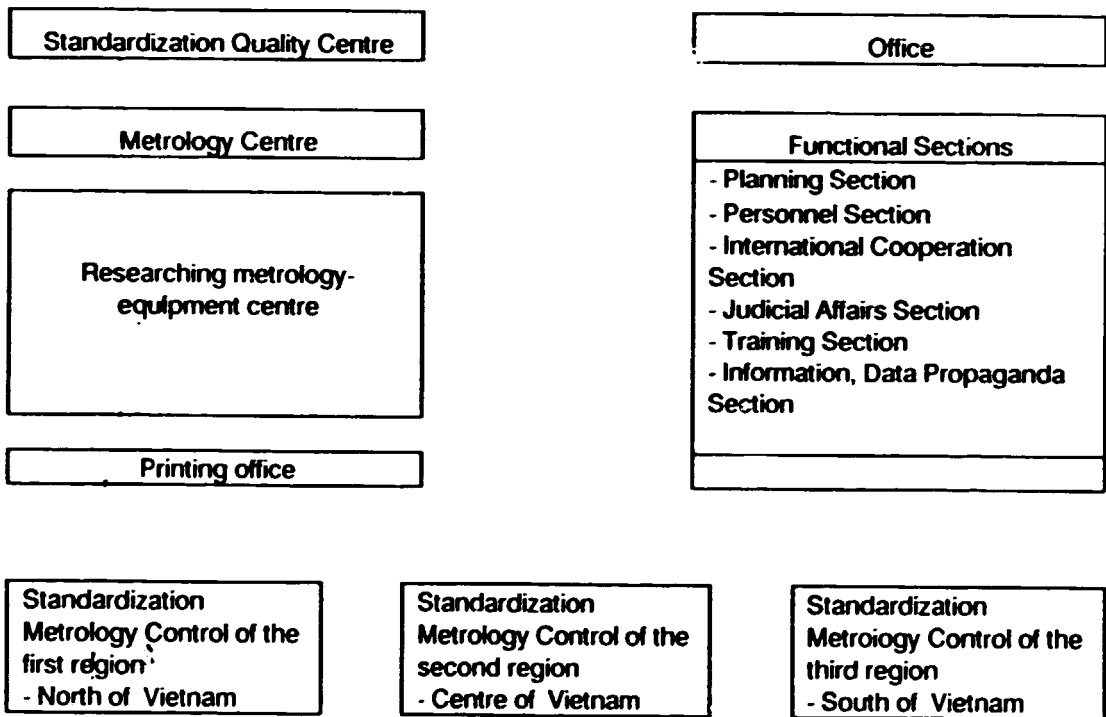 Standardization Quality Centre
Office
Metrology Centre
Researching metrology-
equipment centre
Printing office
Functional Sections
- Planning Section
- Personnel Section
- International Cooperation
Section
- Judicial Affairs Section
- Training Section
- Information, Data Propaganda
Section
Standardization
Metrology Control of the
first region
- North of Vietnam
Standardization
Metrology Control of the
second region
- Centre of Vietnam
Standardization
Metroiogy Control of the
third region
- South of Vietnam